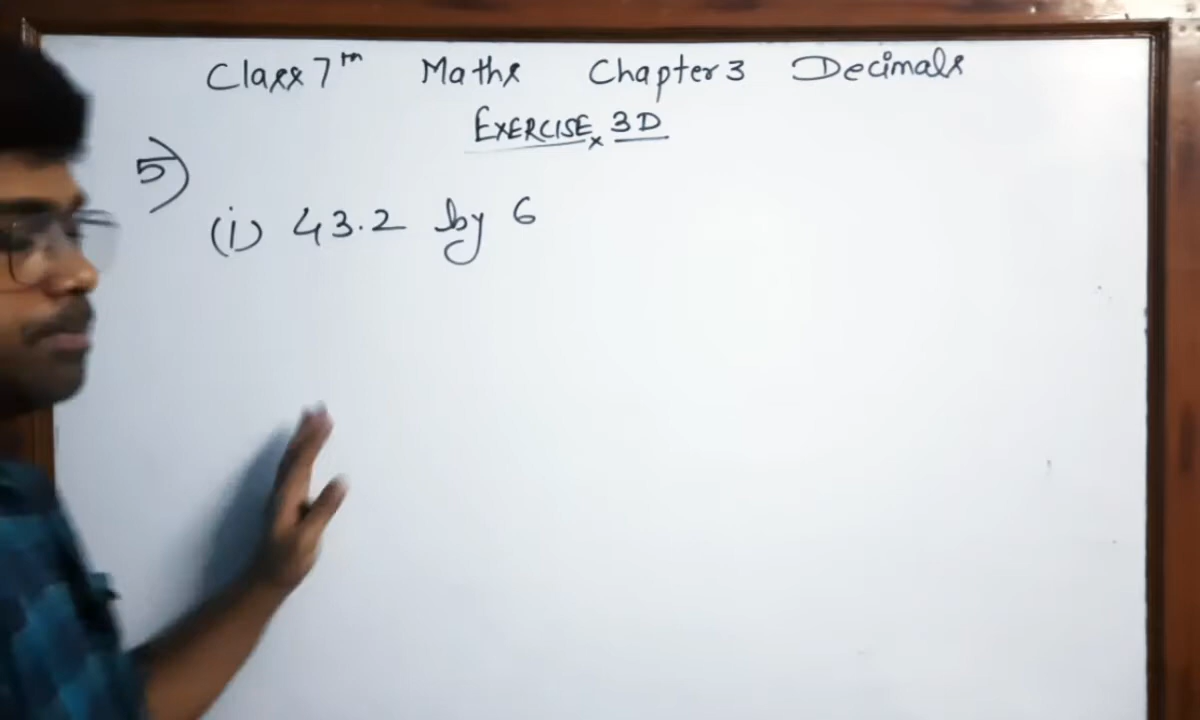 Class 7th Maths Chapter 3 Decimals
EXERCISE 3D
5)
(i) 43.2 by 6